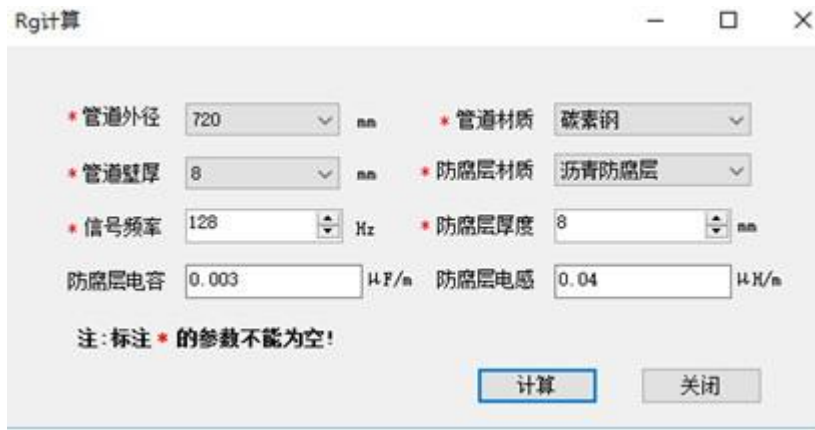 Rg计算
*管道外径 720 mm *管道材质 碳素钢
*管道壁厚 8 mm *防腐层材质 沥青防腐层
*信号频率 128 Hz *防腐层厚度 8 mm
防腐层电容 0.003 μF/m 防腐层电感 0.04 μH/m
注:标注*的参数不能为空!
计算 关闭